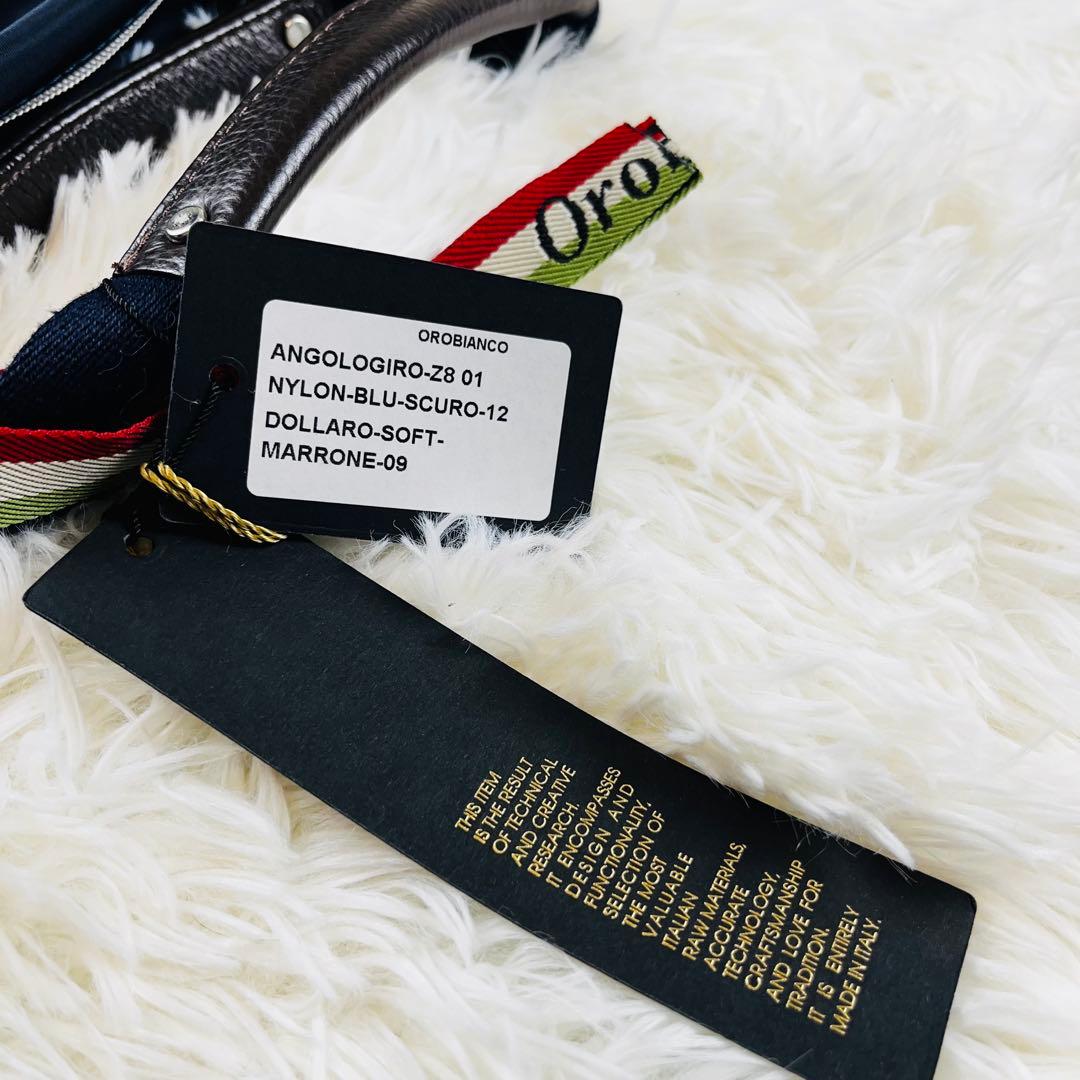 Orob
OROBIANCO
ANGOLOGIRO-Z8 01
NYLON-BLU-SCURO-12
DOLLARO-SOFT-
MARRONE-09
THIS ITEM
IS THE RESULT
OF TECHNICAL
AND CREATIVE
RESEARCH.
IT ENCOMPASSES
DESIGN AND
FUNCTIONALITY.
SELECTION OF
THE MOST
VALUABLE
ITALIAN
RAW MATERIALS,
ACCURATE
TECHNOLOGY,
CRAFTSMANSHIP
AND LOVE FOR
TRADITION.
IT IS ENTIRELY
MADE IN ITALY.